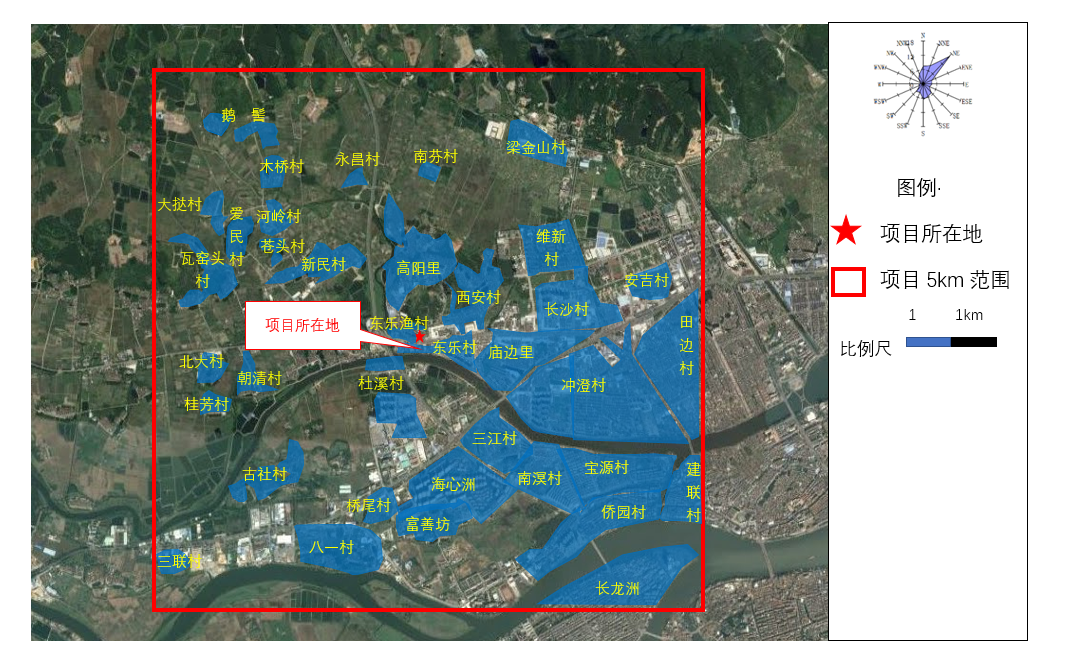 鹅 髻
木桥村
永昌村
南芬村
梁金山村
大挞村
爱
民
村
河岭村
苍头村
瓦窑头
村
新民村
高阳里
西安村
维新
村
安吉村
长沙村
田
边
村
项目所在地
东乐渔村
东乐村
庙边里
北大村
朝清村
桂芳村
杜溪村
冲澄村
三江村
古社村
海心洲
南溟村
宝源村
建
联
村
桥尾村
富善坊
侨园村
八一村
三联村
长龙洲
N
NNE
NE
ENE
E
ESE
SE
SSE
S
SSW
SW
WSW
W
WNW
NW
图例·
项目所在地
项目 5km 范围
1 1km
比例尺